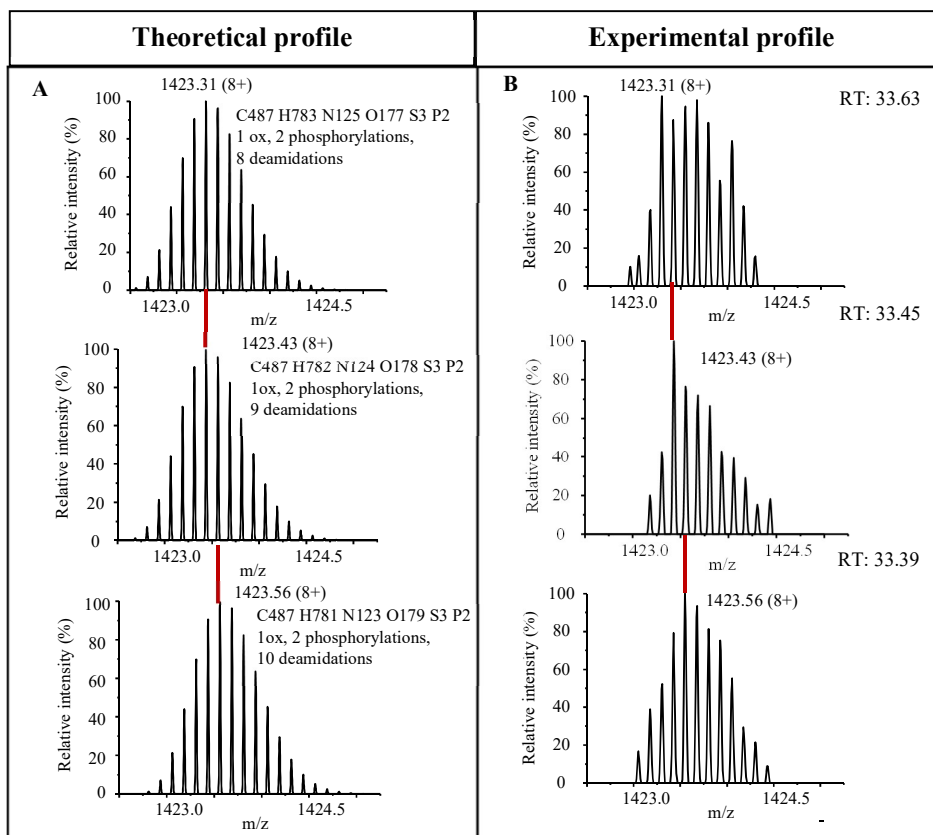 Theoretical profile
Experimental profile
A
1423.31 (8+)
C487 H783 N125 O177 S3 P2
1 ox, 2 phosphorylations,
8 deamidations
Relative intensity (%)
100
80
60
40
20
0
1423.0
1424.5
m/z
1423.43 (8+)
C487 H782 N124 O178 S3 P2
1ox, 2 phosphorylations,
9 deamidations
Relative intensity (%)
100
80
60
40
20
0
1423.0
1424.5
m/z
1423.56 (8+)
C487 H781 N123 O179 S3 P2
1ox, 2 phosphorylations,
10 deamidations
Relative intensity (%)
100
80
60
40
20
0
1423.0
1424.5
m/z
B
1423.31 (8+)
RT: 33.63
Relative intensity (%)
100
80
60
40
20
0
1423.0
1424.5
m/z
RT: 33.45
1423.43 (8+)
Relative intensity (%)
100
80
60
40
20
0
1423.0
1424.5
m/z
RT: 33.39
1423.56 (8+)
Relative intensity (%)
100
80
60
40
20
0
1423.0
1424.5
m/z